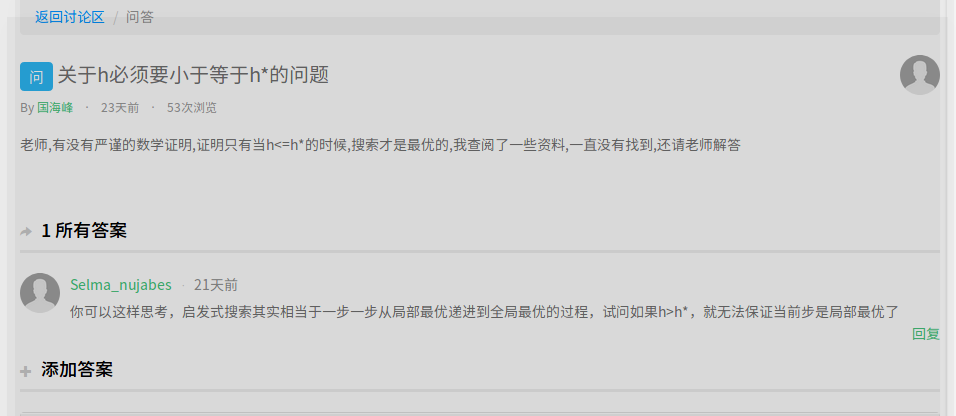 返回讨论区 / 问答
问 关于h必须要小于等于h*的问题
By 国海峰 · 23天前 · 53次浏览
老师,有没有严谨的数学证明,证明只有当h<=h*的时候,搜索才是最优的,我查阅了一些资料,一直没有找到,还请老师解答
1 所有答案
Selma_nujabes · 21天前
你可以这样思考，启发式搜索其实相当于一步一步从局部最优递进到全局最优的过程，试问如果h>h*，就无法保证当前步是局部最优了
回复
添加答案